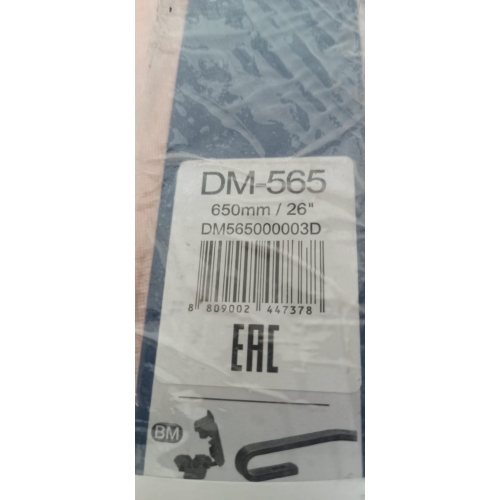 DM-565
650mm / 26"
DM565000003D
8 809002 447378
EAC
BM